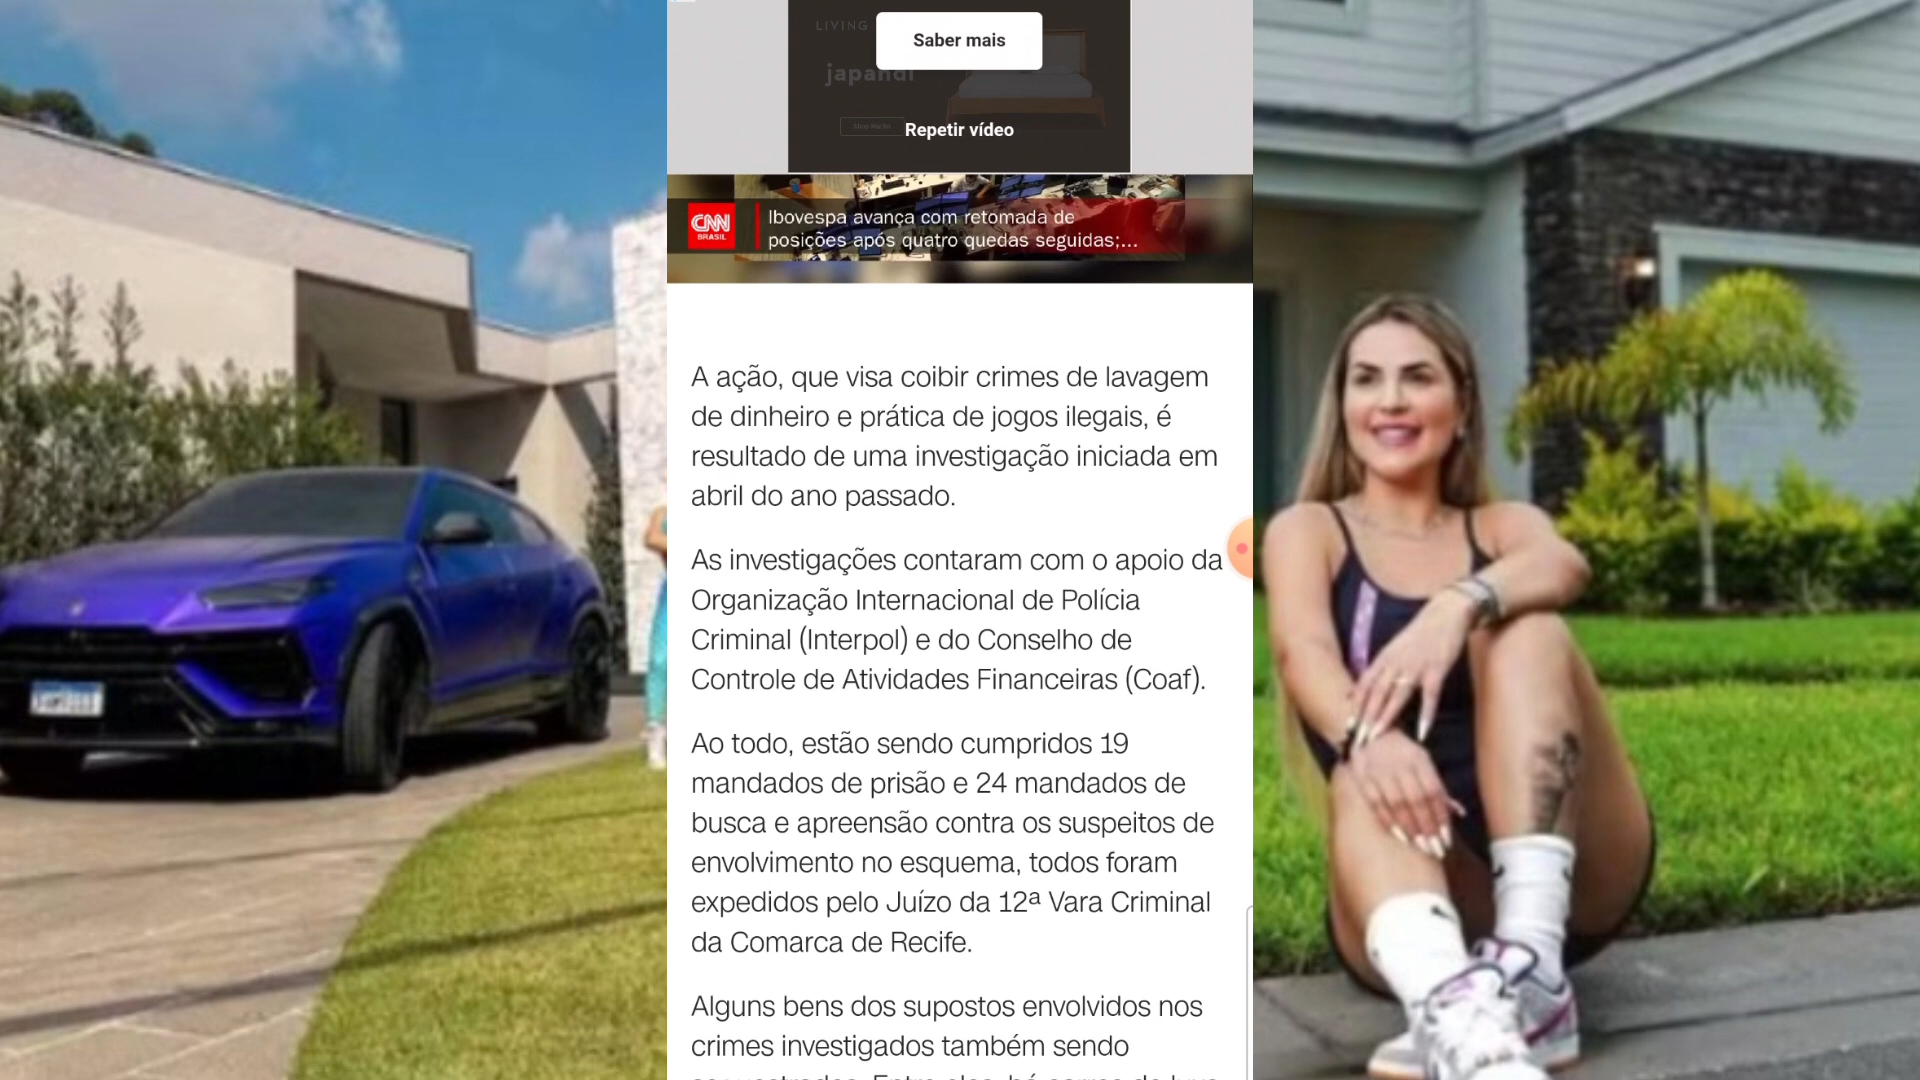 LIVING
Saber mais
japandi
Repetir vídeo
CNN
BRASIL
Ibovespa avança com retomada de
posições após quatro quedas seguidas;...
A ação, que visa coibir crimes de lavagem
de dinheiro e prática de jogos ilegais, é
resultado de uma investigação iniciada em
abril do ano passado.
As investigações contaram com o apoio da
Organização Internacional de Polícia
Criminal (Interpol) e do Conselho de
Controle de Atividades Financeiras (Coaf).
Ao todo, estão sendo cumpridos 19
mandados de prisão e 24 mandados de
busca e apreensão contra os suspeitos de
envolvimento no esquema, todos foram
expedidos pelo Juízo da 12ª Vara Criminal
da Comarca de Recife.
Alguns bens dos supostos envolvidos nos
crimes investigados também sendo